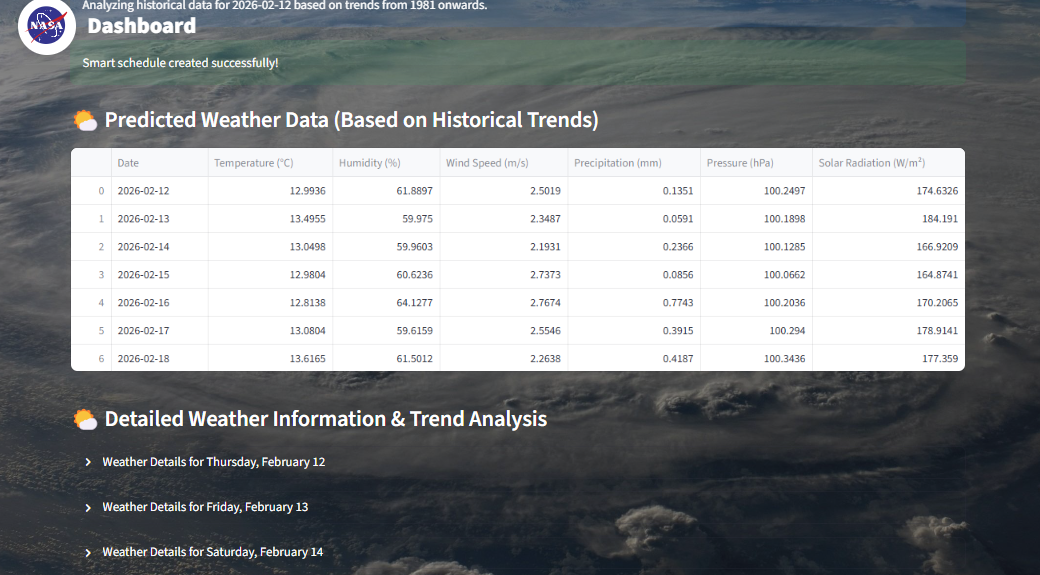 Analyzing historical data for 2026-02-12 based on trends from 1981 onwards.
NASA Dashboard
Smart schedule created successfully!
Predicted Weather Data (Based on Historical Trends)
Date Temperature (°C) Humidity (%) Wind Speed (m/s) Precipitation (mm) Pressure (hPa) Solar Radiation (W/m²)
0 2026-02-12 12.9936 61.8897 2.5019 0.1351 100.2497 174.6326
1 2026-02-13 13.4955 59.975 2.3487 0.0591 100.1898 184.191
2 2026-02-14 13.0498 59.9603 2.1931 0.2366 100.1285 166.9209
3 2026-02-15 12.9804 60.6236 2.7373 0.0856 100.0662 164.8741
4 2026-02-16 12.8138 64.1277 2.7674 0.7743 100.2036 170.2065
5 2026-02-17 13.0804 59.6159 2.5546 0.3915 100.294 178.9141
6 2026-02-18 13.6165 61.5012 2.2638 0.4187 100.3436 177.359
Detailed Weather Information & Trend Analysis
Weather Details for Thursday, February 12
Weather Details for Friday, February 13
Weather Details for Saturday, February 14